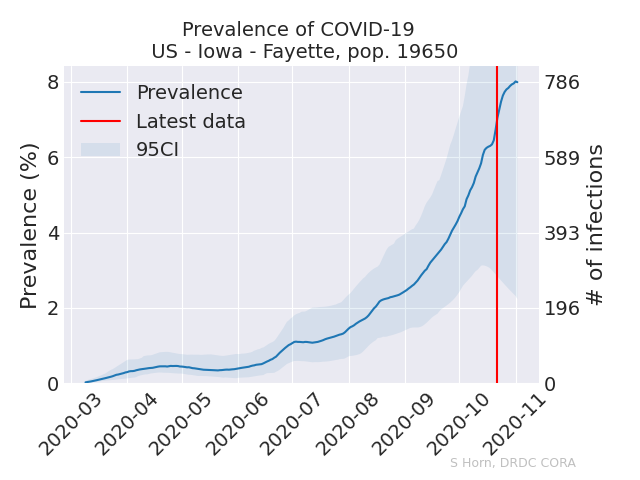 Prevalence of COVID-19
US - Iowa - Fayette, pop. 19650
Prevalence
Latest data
95CI
Prevalence (%)
8
6
4
2
0
786
589
393
196
0
# of infections
2020-03
2020-04
2020-05
2020-06
2020-07
2020-08
2020-09
2020-10
2020-11
S Horn, DRDC CORA